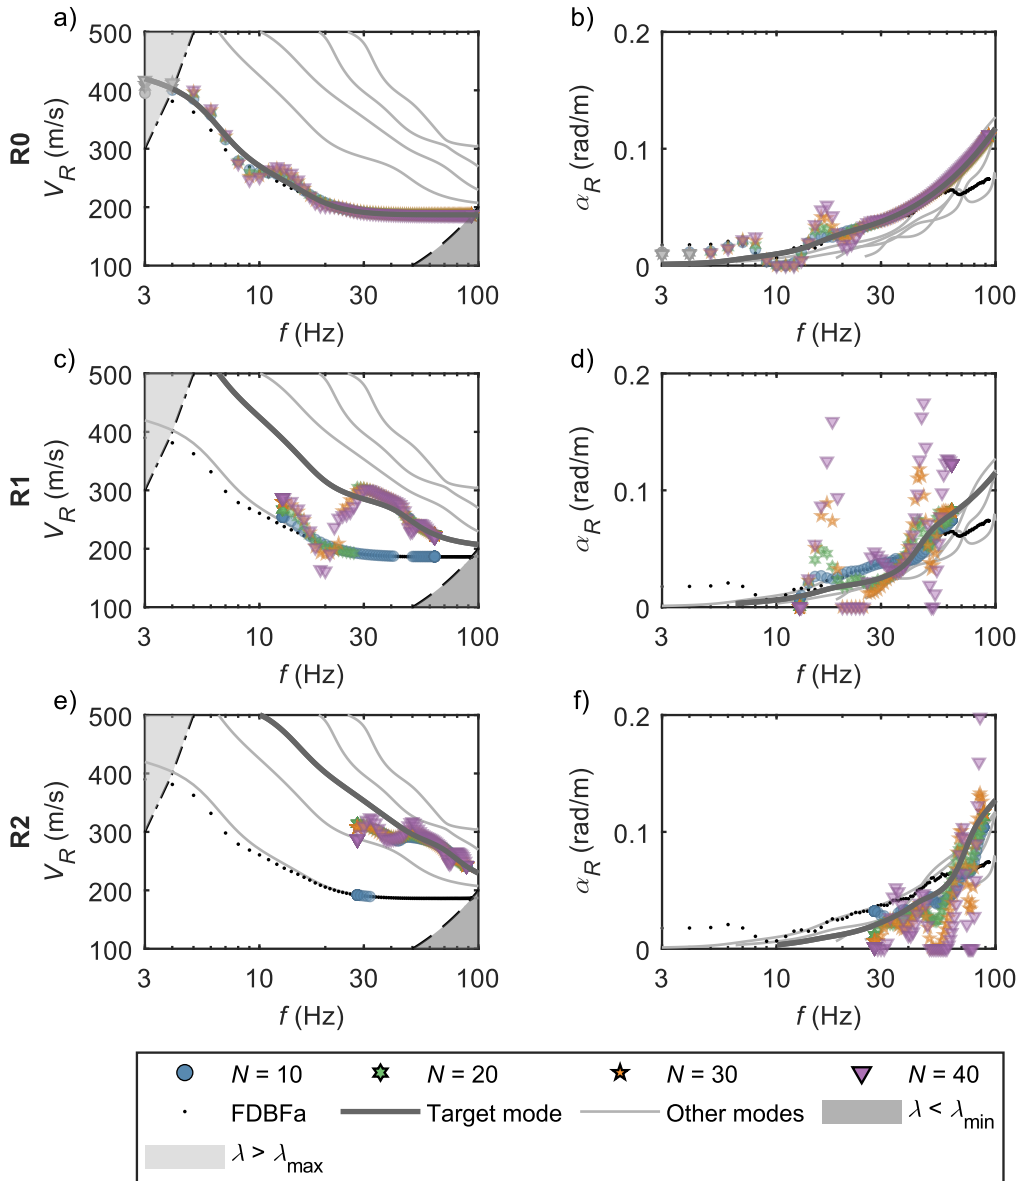 a)
b)
500
400
300
200
100
R0
V_R (m/s)
3
10
30
100
f (Hz)
0.2
0.1
0
α_R (rad/m)
3
10
30
100
f (Hz)
c)
d)
500
400
300
200
100
R1
V_R (m/s)
3
10
30
100
f (Hz)
0.2
0.1
0
α_R (rad/m)
3
10
30
100
f (Hz)
e)
f)
500
400
300
200
100
R2
V_R (m/s)
3
10
30
100
f (Hz)
0.2
0.1
0
α_R (rad/m)
3
10
30
100
f (Hz)
N = 10 N = 20 N = 30 N = 40
FDBFa Target mode Other modes λ < λ_min
λ > λ_max